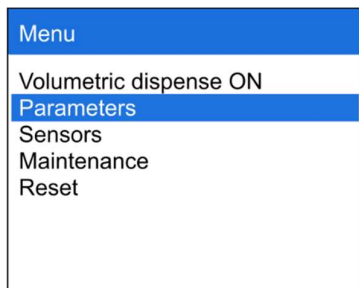 Menu
Volumetric dispense ON
Parameters
Sensors
Maintenance
Reset